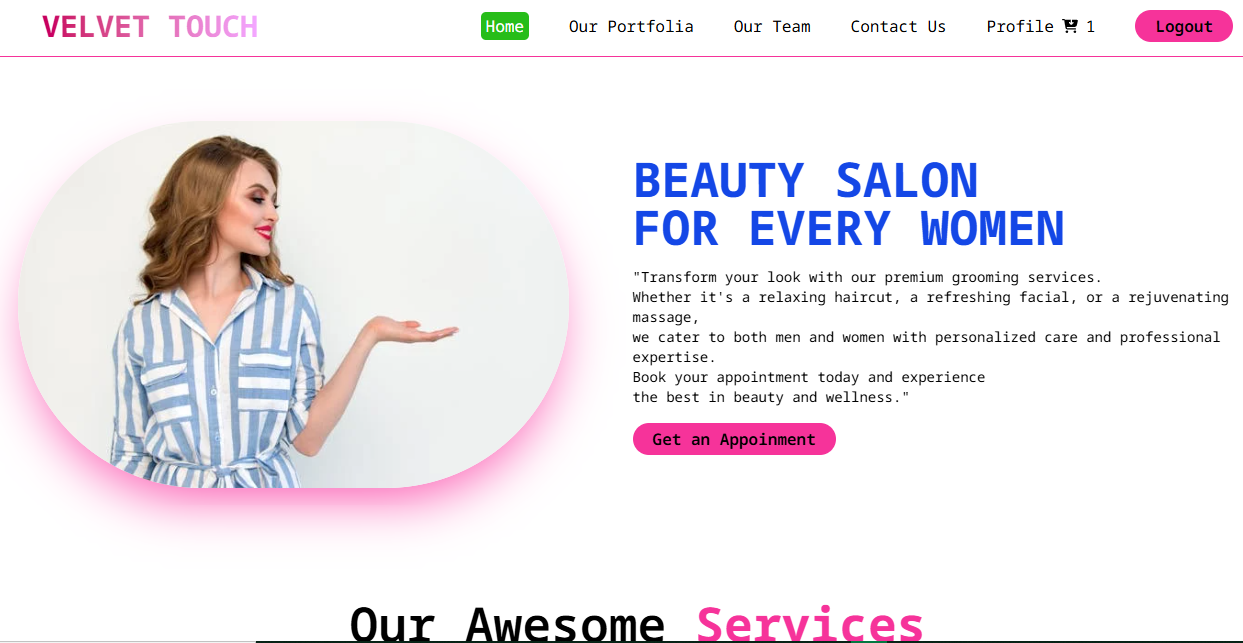 VELVET TOUCH
Home
Our Portfolia
Our Team
Contact Us
Profile 1
Logout
BEAUTY SALON
FOR EVERY WOMEN
"Transform your look with our premium grooming services.
Whether it's a relaxing haircut, a refreshing facial, or a rejuvenating
massage,
we cater to both men and women with personalized care and professional
expertise.
Book your appointment today and experience
the best in beauty and wellness."
Get an Appoinment
Our Awesome Services